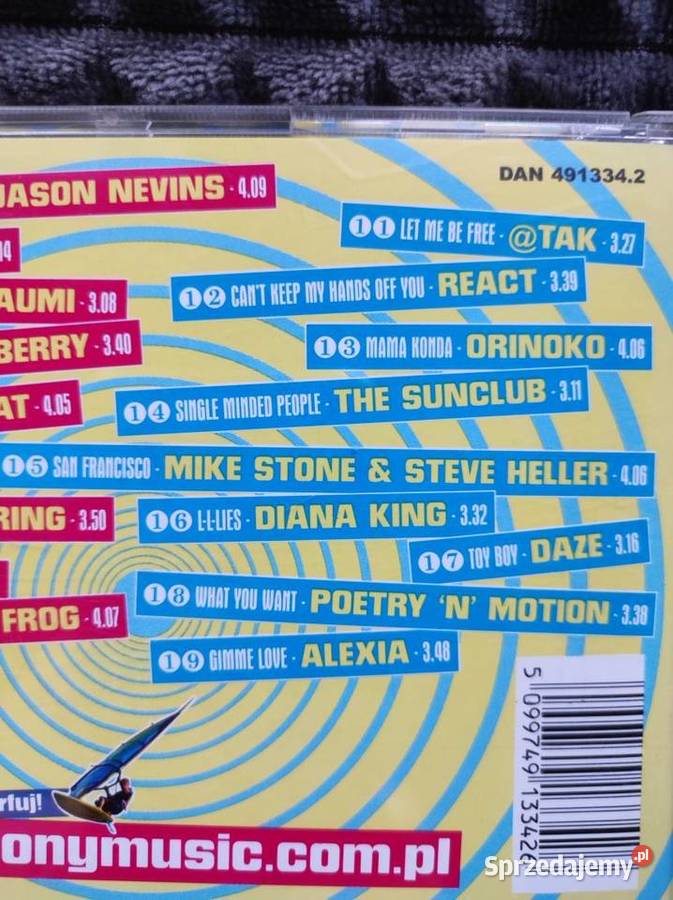 JASON NEVINS · 4.09
DAN 491334.2
11 LET ME BE FREE · @TAK · 3.27
14
12 CAN'T KEEP MY HANDS OFF YOU · REACT · 3.39
AUMI · 3.08
13 MAMA KONDA · ORINOKO · 4.06
BERRY · 3.40
14 SINGLE MINDED PEOPLE · THE SUNCLUB · 3.11
AT · 4.05
15 SAN FRANCISCO · MIKE STONE & STEVE HELLER · 4.06
RING · 3.50
16 L-L-LIES · DIANA KING · 3.32
17 TOY BOY · DAZE · 3.16
18 WHAT YOU WANT · POETRY 'N' MOTION · 3.38
FROG · 4.07
19 GIMME LOVE · ALEXIA · 3.48
5 099749 133426
rfuj!
onymusic.com.pl
Sprzedajemy.pl